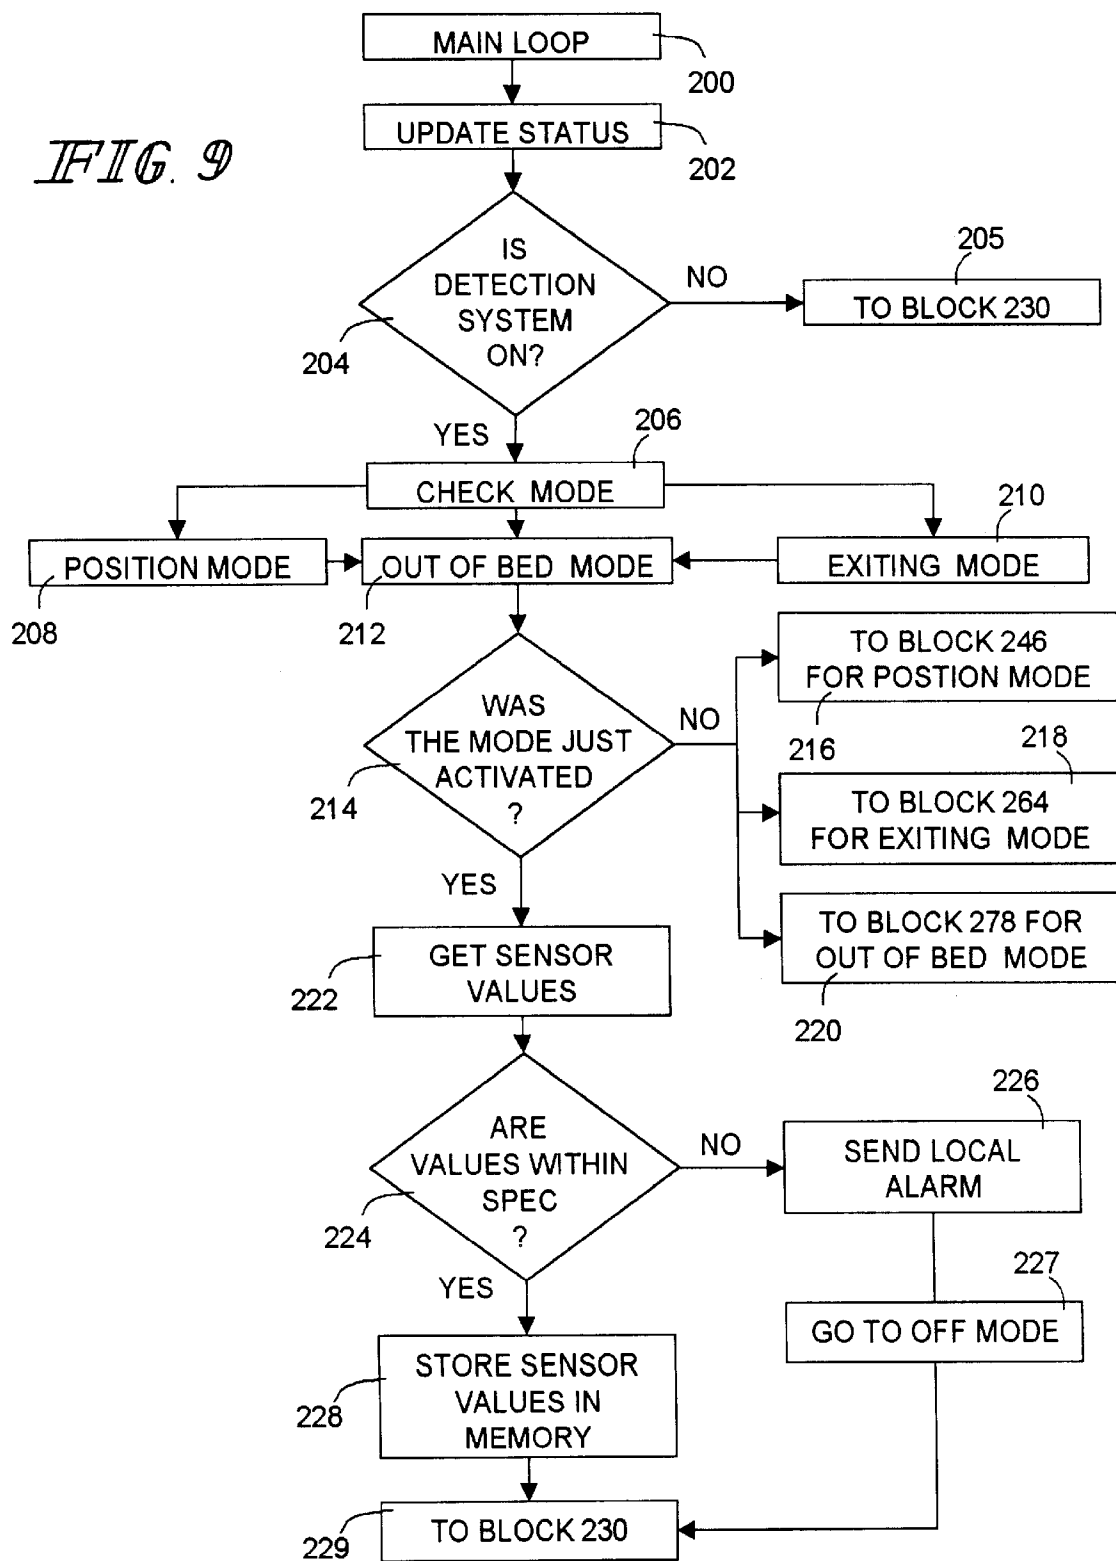 MAIN LOOP
200
UPDATE STATUS
202
FIG. 9
IS
DETECTION
SYSTEM
ON?
204
NO
205
TO BLOCK 230
YES
206
CHECK MODE
210
POSITION MODE
OUT OF BED MODE
EXITING MODE
208
212
WAS
THE MODE JUST
ACTIVATED
?
214
NO
TO BLOCK 246
FOR POSTION MODE
216
218
TO BLOCK 264
FOR EXITING MODE
YES
TO BLOCK 278 FOR
OUT OF BED MODE
220
GET SENSOR
VALUES
222
ARE
VALUES WITHIN
SPEC
?
224
NO
226
SEND LOCAL
ALARM
YES
227
GO TO OFF MODE
STORE SENSOR
VALUES IN
MEMORY
228
TO BLOCK 230
229